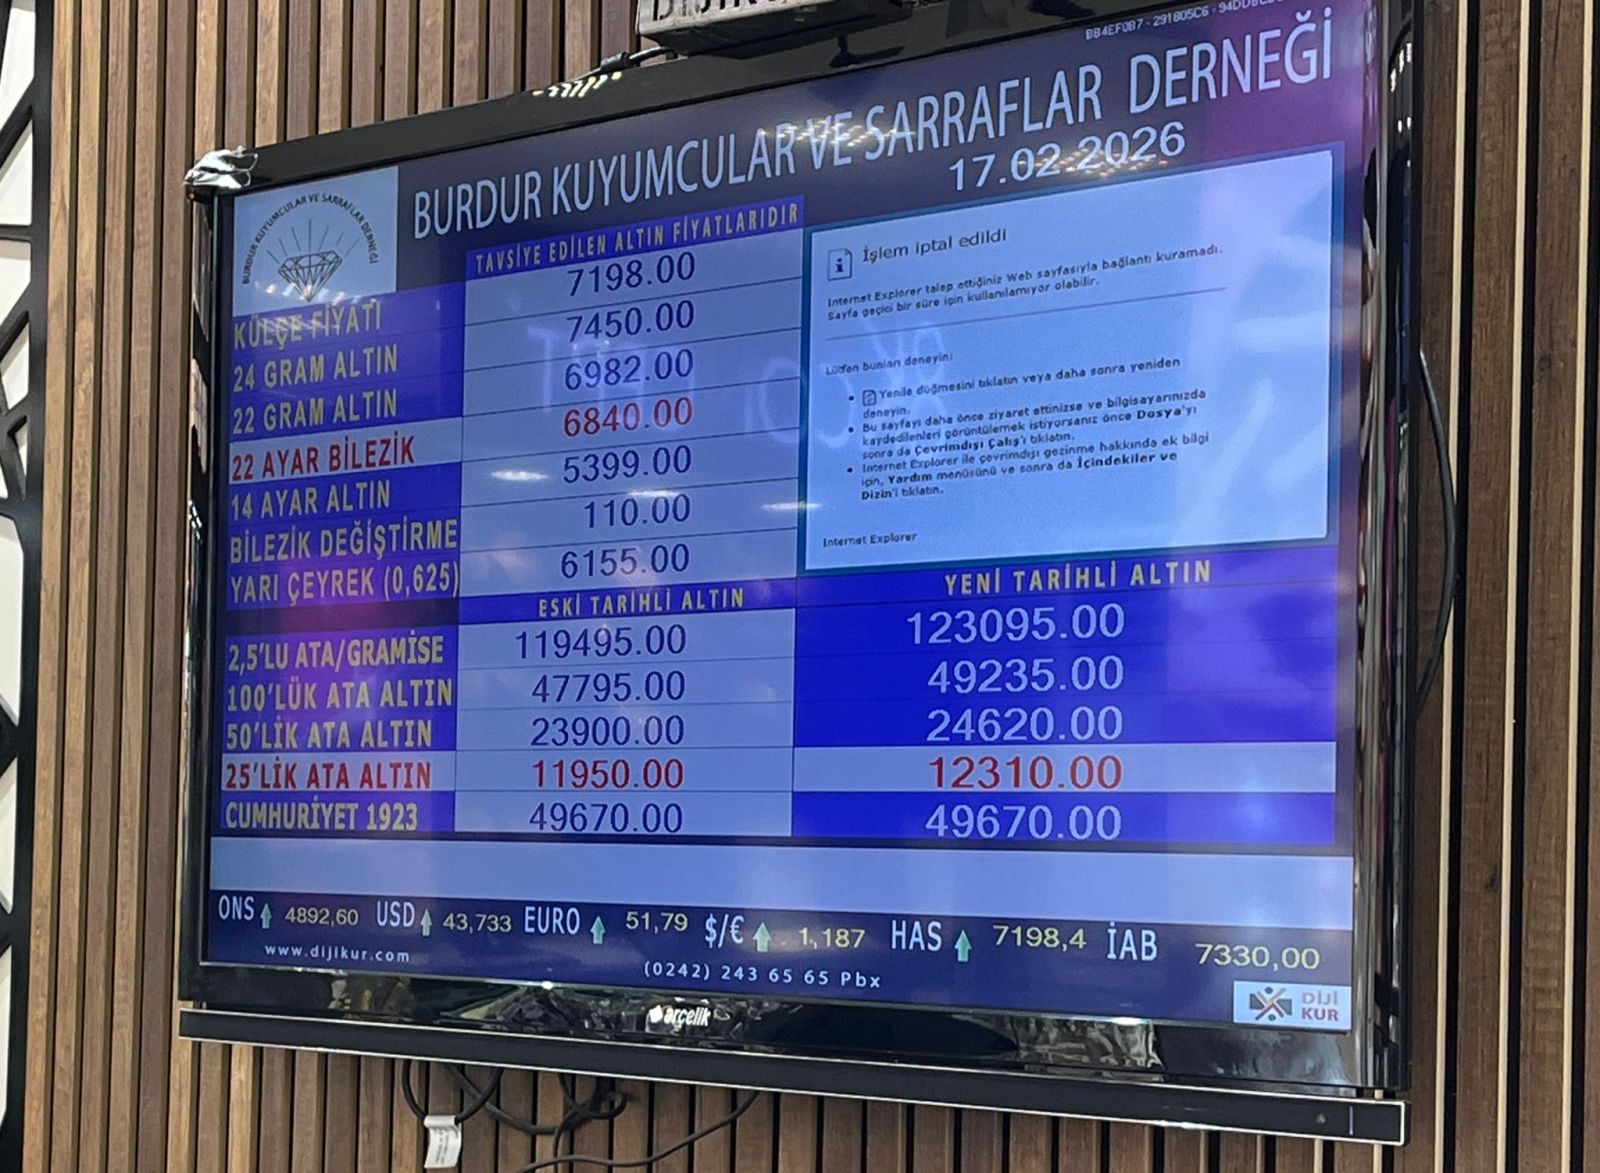 BURDUR KUYUMCULAR VE SARRAFLAR DERNEĞİ
17.02.2026
BURDUR KUYUMCULAR VE SARRAFLAR DERNEĞİ
TAVSİYE EDİLEN ALTIN FİYATLARIDIR
KÜLÇE FİYATI 7198.00
24 GRAM ALTIN 7450.00
22 GRAM ALTIN 6982.00
22 AYAR BİLEZİK 6840.00
14 AYAR ALTIN 5399.00
BİLEZİK DEĞİŞTİRME 110.00
YARI ÇEYREK (0,625) 6155.00
İşlem iptal edildi
Internet Explorer talep ettiğiniz Web sayfasıyla bağlantı kuramadı.
Sayfa geçici bir süre için kullanılamıyor olabilir.
Lütfen bunları deneyin:
Yenile düğmesini tıklatın veya daha sonra yeniden
deneyin.
Bu sayfayı daha önce ziyaret ettinizse ve bilgisayarınızda
kaydedilenleri görüntülemek istiyorsanız önce Dosya'yı
sonra da Çevrimdışı Çalış'ı tıklatın.
Internet Explorer ile çevrimdışı gezinme hakkında ek bilgi
için, Yardım menüsünü ve sonra da İçindekiler ve
Dizin'i tıklatın.
Internet Explorer
ESKİ TARİHLİ ALTIN YENİ TARİHLİ ALTIN
2,5'LU ATA/GRAMİSE 119495.00 123095.00
100'LÜK ATA ALTIN 47795.00 49235.00
50'LİK ATA ALTIN 23900.00 24620.00
25'LİK ATA ALTIN 11950.00 12310.00
CUMHURİYET 1923 49670.00 49670.00
ONS 4892,60 USD 43,733 EURO 51,79 $/€ 1,187 HAS 7198,4 İAB 7330,00
www.dijikur.com
(0242) 243 65 65 Pbx
DİJİ
KUR
arçelik